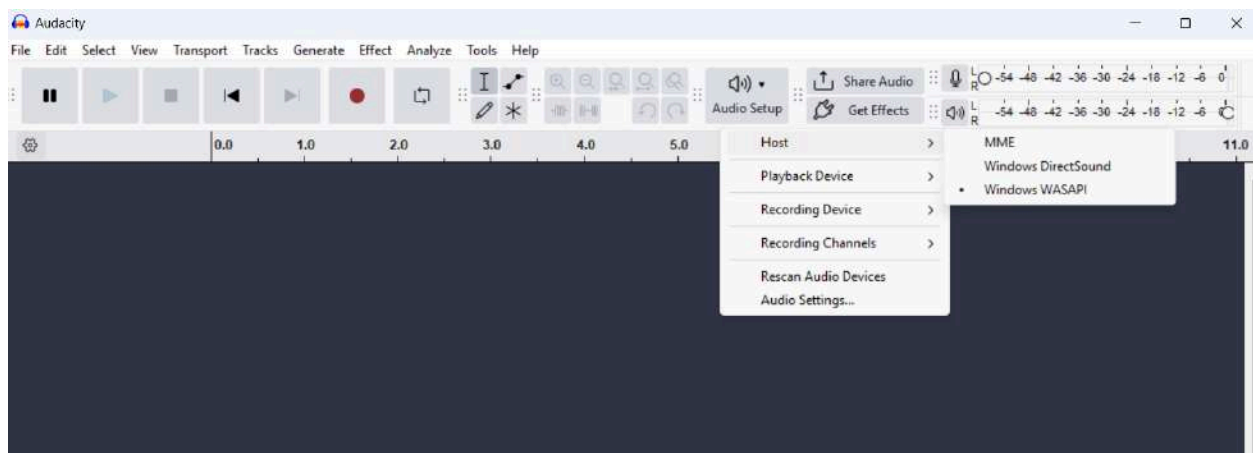 Audacity
File Edit Select View Transport Tracks Generate Effect Analyze Tools Help
Audio Setup
Share Audio
Get Effects
L
R
-54 -48 -42 -36 -30 -24 -18 -12 -6 0
L
R
-54 -48 -42 -36 -30 -24 -18 -12 -6 0
0.0 1.0 2.0 3.0 4.0 5.0 11.0
Host
Playback Device
Recording Device
Recording Channels
Rescan Audio Devices
Audio Settings...
MME
Windows DirectSound
Windows WASAPI